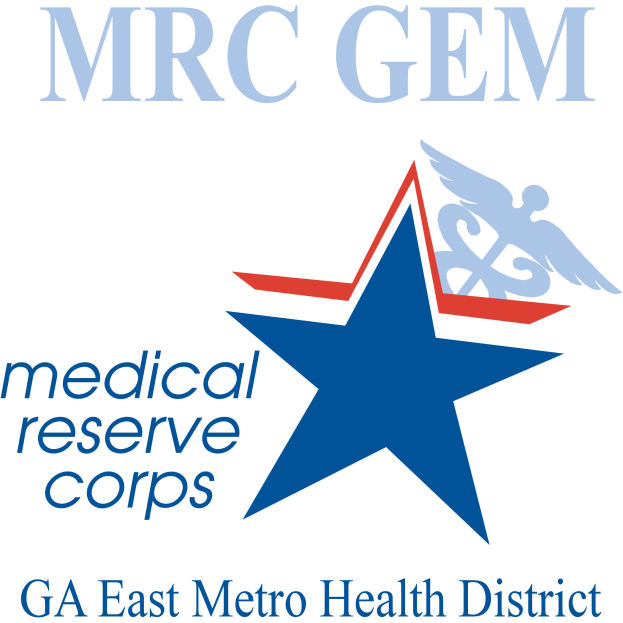 MRC GEM
medical
reserve
corps
GA East Metro Health District